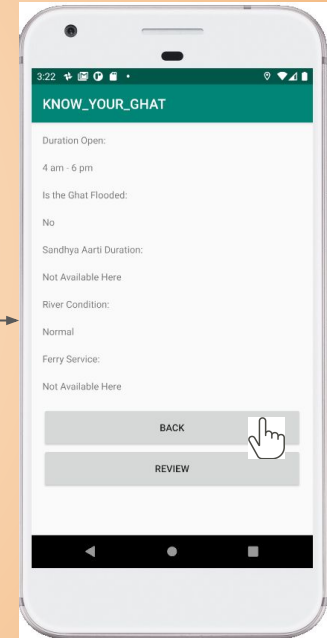 3:22
KNOW_YOUR_GHAT
Duration Open:
4 am - 6 pm
Is the Ghat Flooded:
No
Sandhya Aarti Duration:
Not Available Here
River Condition:
Normal
Ferry Service:
Not Available Here
BACK
REVIEW